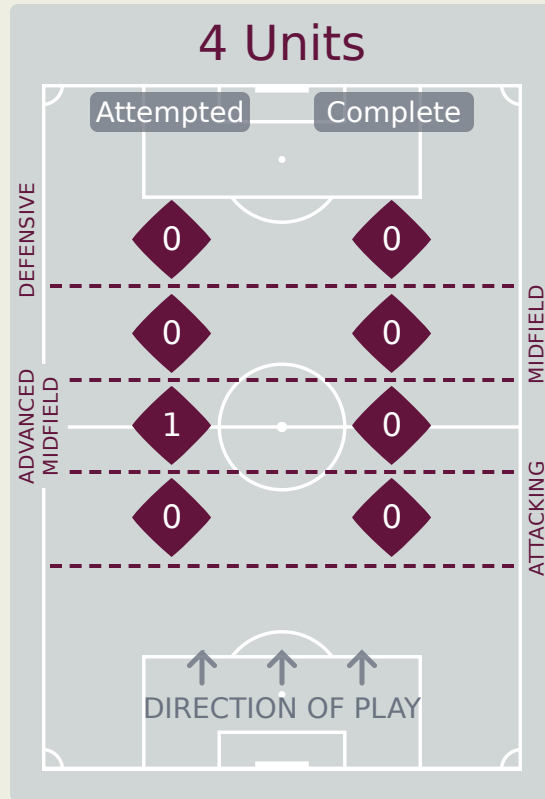 4 Units
Attempted
Complete
DEFENSIVE
0
0
MIDFIELD
0
0
ADVANCED
MIDFIELD
1
0
ATTACKING
0
0
DIRECTION OF PLAY